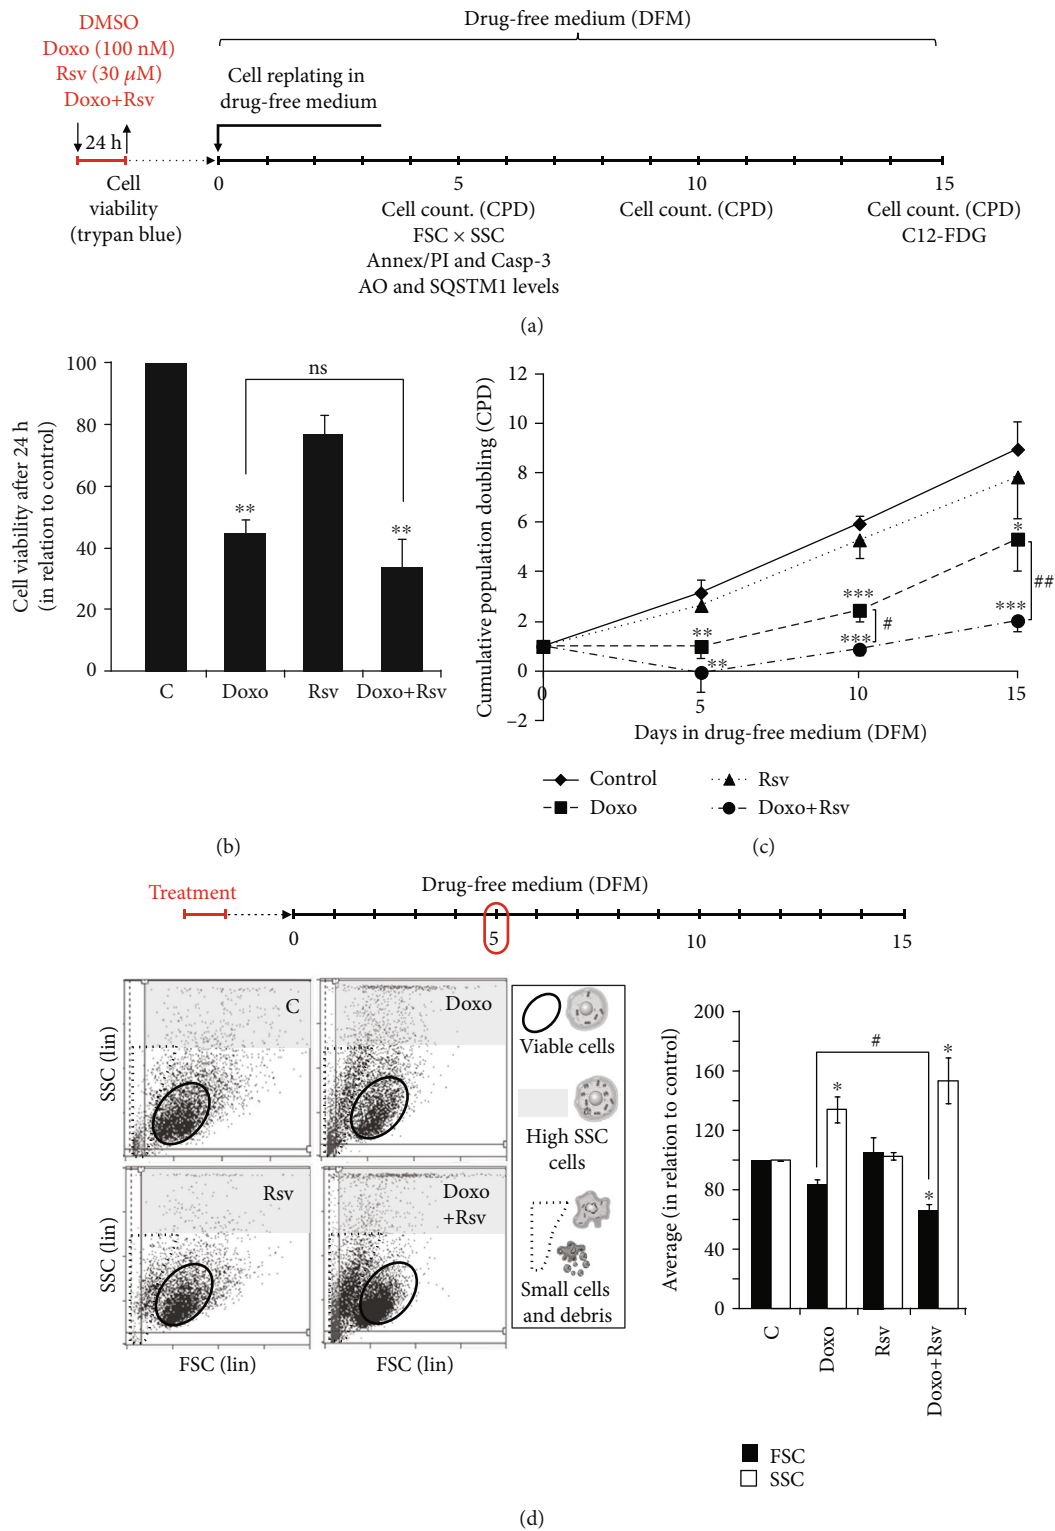 Drug-free medium (DFM)
DMSO
Doxo (100 nM)
Rsv (30 μM)
Doxo+Rsv
Cell replating in
drug-free medium
24 h
0
5
10
15
Cell
viability
(trypan blue)
Cell count. (CPD)
FSC × SSC
Annex/PI and Casp-3
AO and SQSTM1 levels
Cell count. (CPD)
Cell count. (CPD)
C12-FDG
(a)
Cell viability after 24 h
(in relation to control)
100
80
60
40
20
0
ns
**
**
C
Doxo
Rsv
Doxo+Rsv
(b)
Cumulative population doubling (CPD)
12
10
8
6
4
2
0
−2
**
**
***
***
#
*
***
##
0
5
10
15
Days in drug-free medium (DFM)
Control
Rsv
Doxo
Doxo+Rsv
(c)
Treatment
Drug-free medium (DFM)
0
5
10
15
SSC (lin)
C
Doxo
SSC (lin)
Rsv
Doxo
+Rsv
FSC (lin)
FSC (lin)
Viable cells
High SSC
cells
Small cells
and debris
Average (in relation to control)
200
160
120
80
40
0
#
*
*
*
C
Doxo
Rsv
Doxo+Rsv
FSC
SSC
(d)